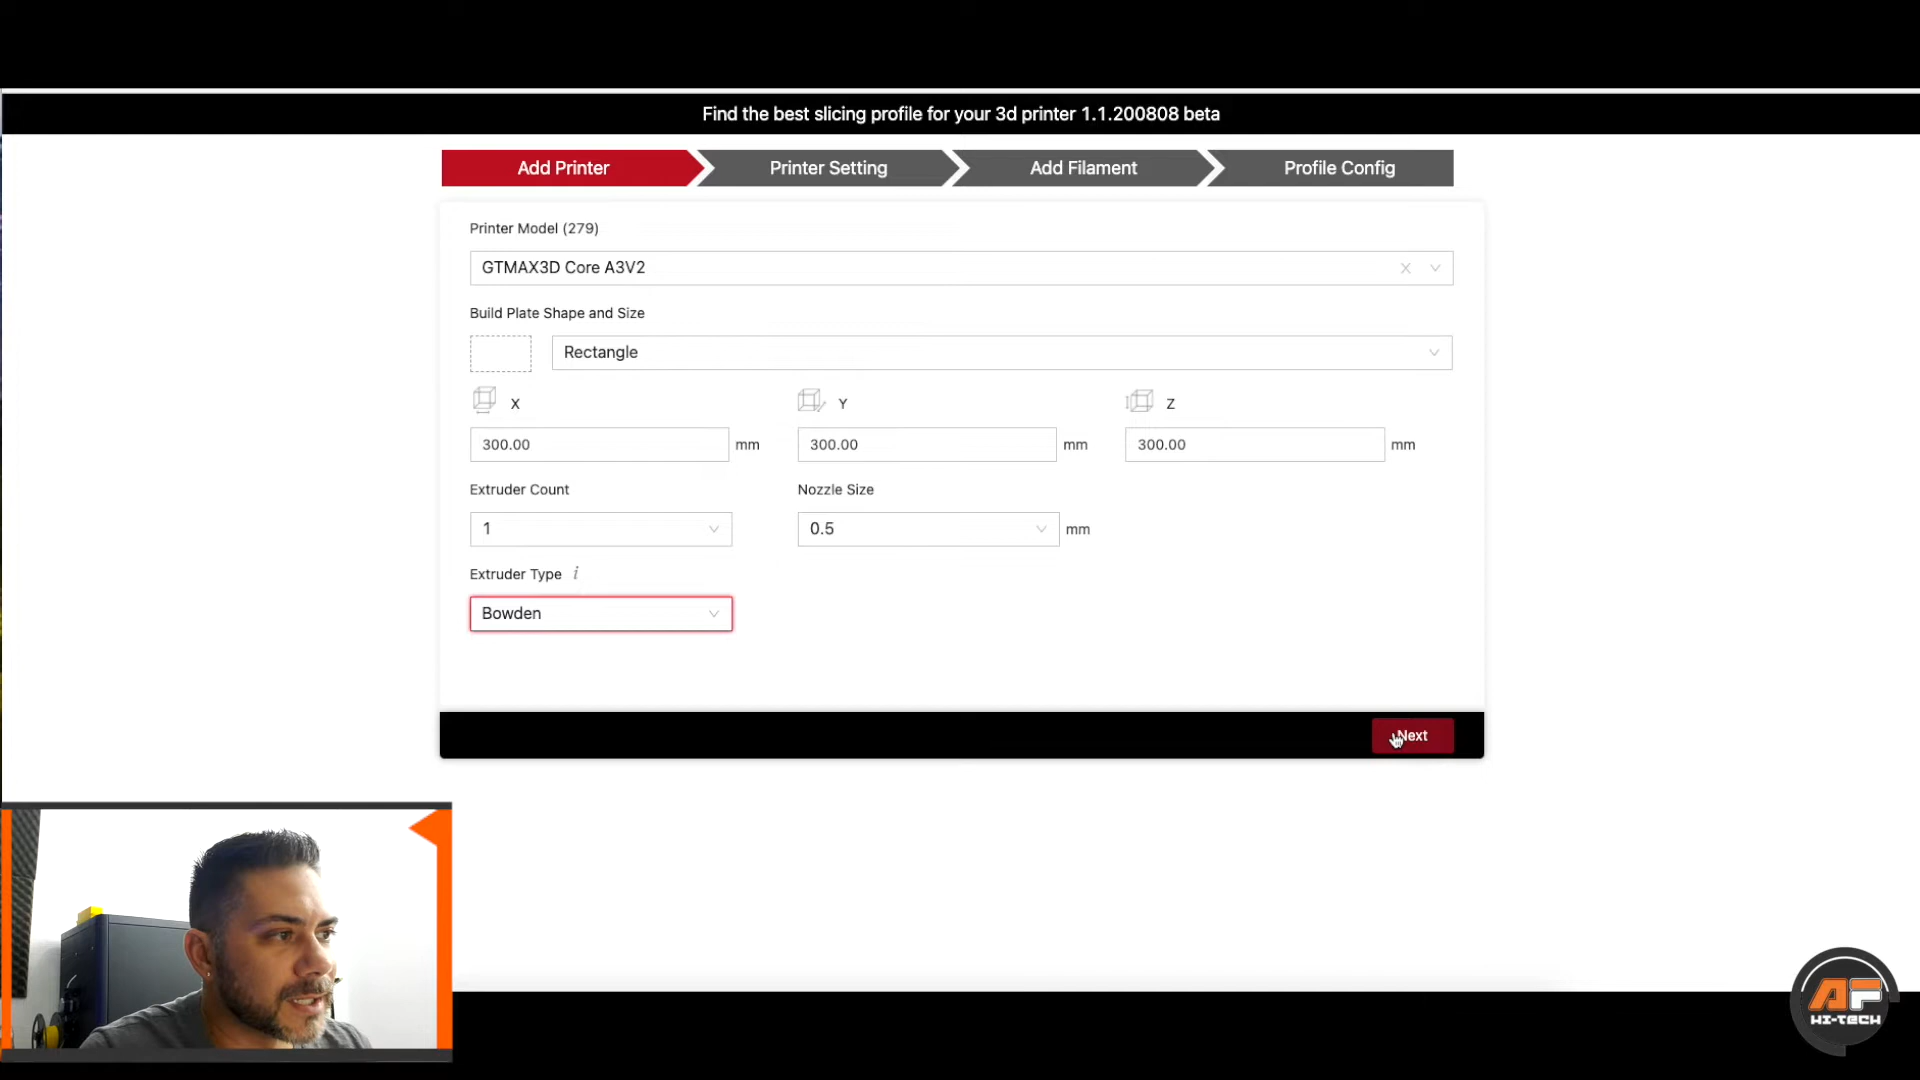 Find the best slicing profile for your 3d printer 1.1.200808 beta
Add Printer
Printer Setting
Add Filament
Profile Config
Printer Model (279)
GTMAX3D Core A3V2
Build Plate Shape and Size
Rectangle
X
Y
Z
300.00 mm
300.00 mm
300.00 mm
Extruder Count
Nozzle Size
1
0.5 mm
Extruder Type i
Bowden
Next
AF
HI-TECH